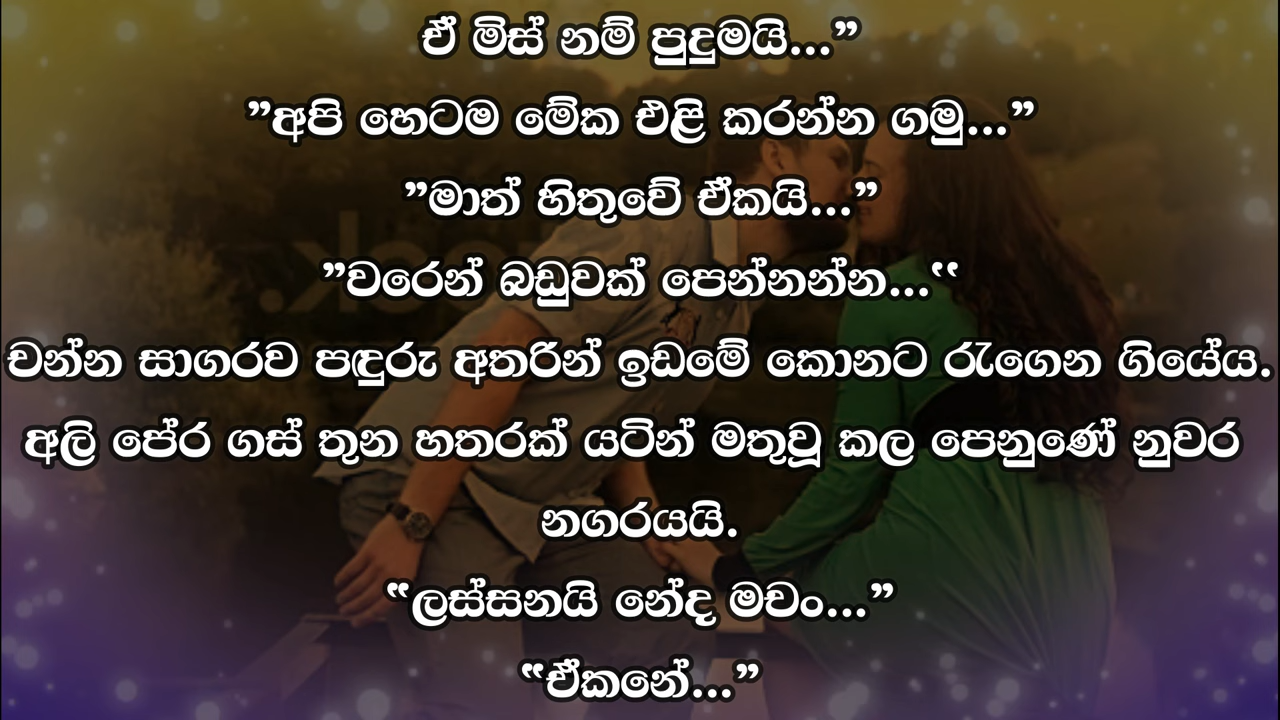 ඒ මිස් නම් පුදුමයි...”
”අපි හෙටම මේක එළි කරන්න ගමු...”
”මාත් හිතුවේ ඒකයි...”
”වරෙන් බඩුවක් පෙන්නන්න...‛‛
චන්න සාගරව පඳුරු අතරින් ඉඩමේ කොනට රැගෙන ගියේය.
අලි පේර ගස් තුන හතරක් යටින් මතුවූ කල පෙනුණේ නුවර
නගරයයි.
“ලස්සනයි නේද මචං...”
“ඒකනේ...”